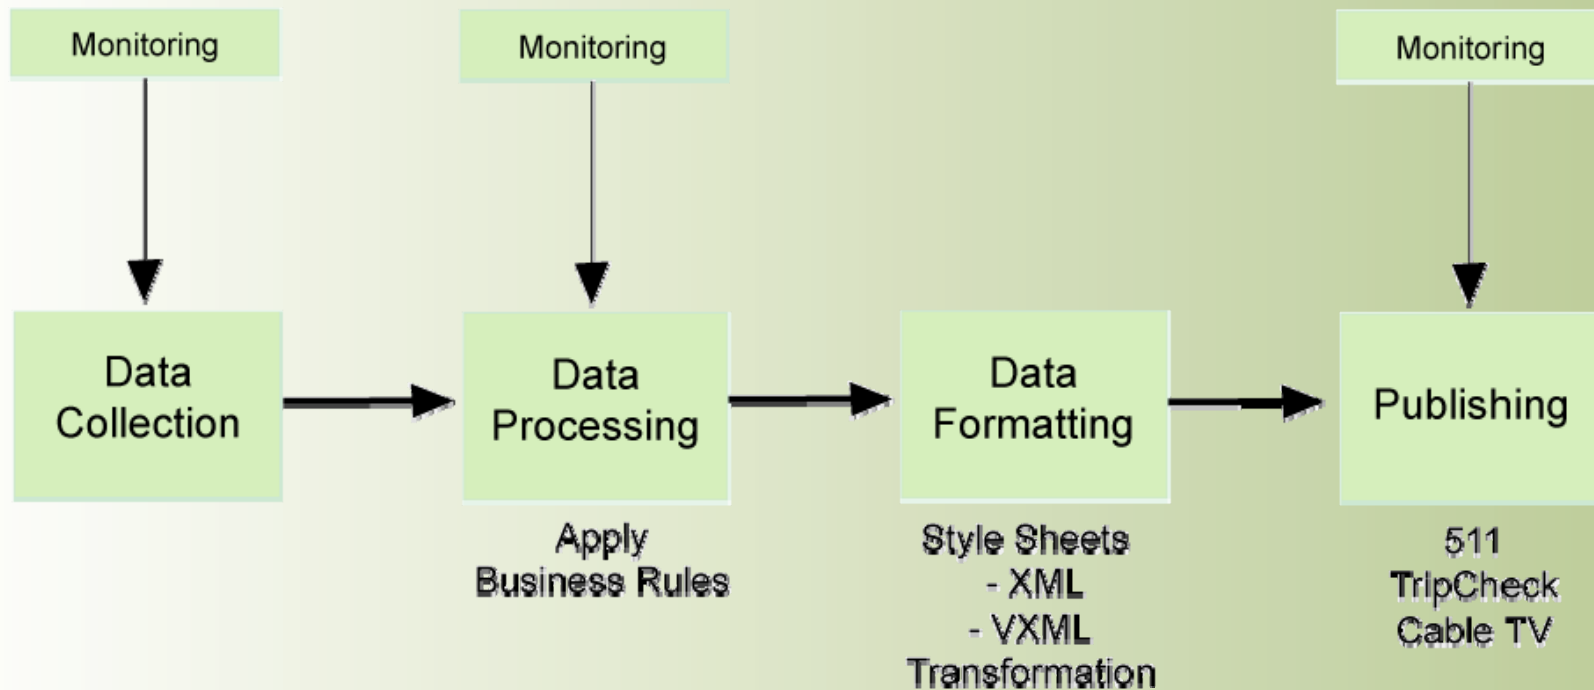 Monitoring
Monitoring
Monitoring
Data
Collection
Data
Processing
Data
Formatting
Publishing
Apply
Business Rules
Style Sheets
- XML
- VXML
Transformation
511
TripCheck
Cable TV